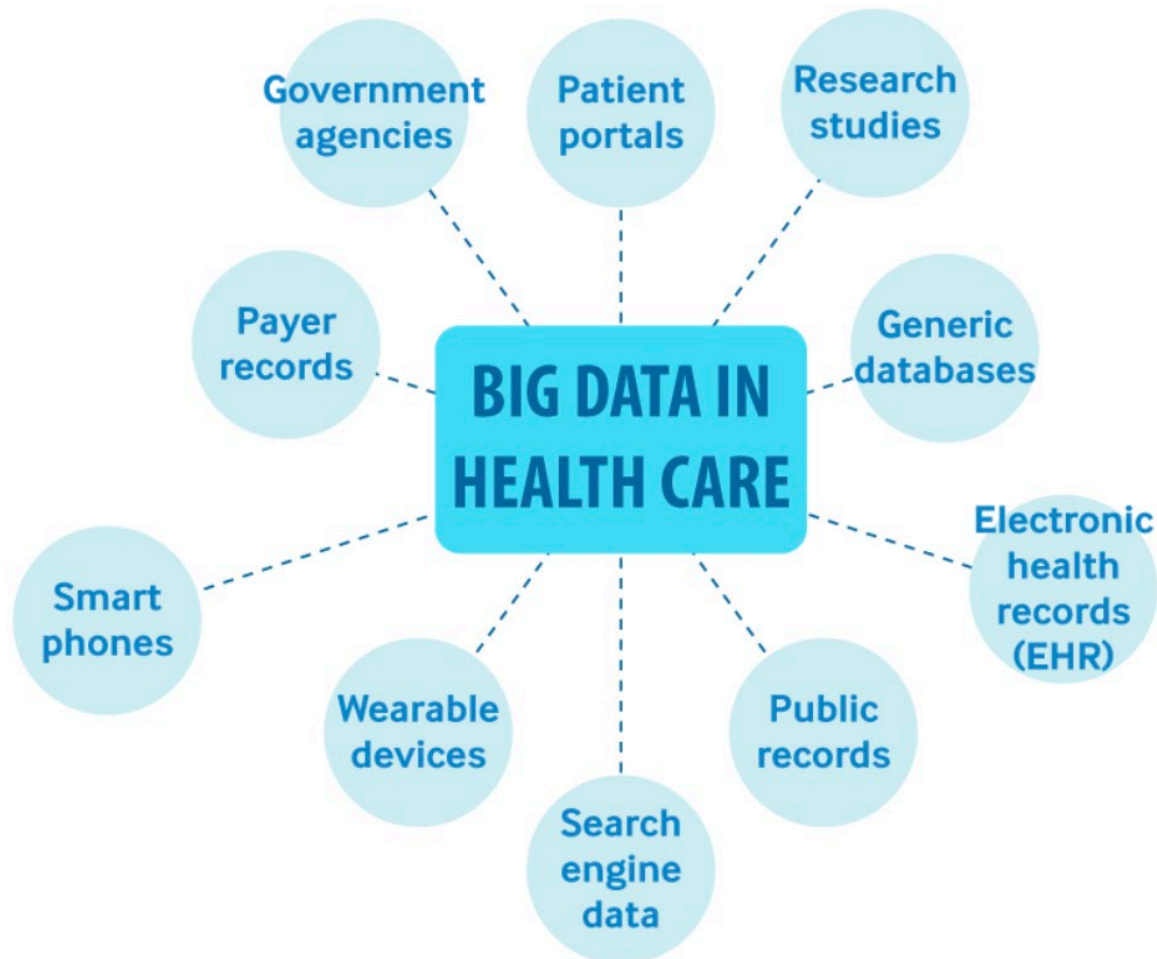 Government
agencies
Patient
portals
Research
studies
Payer
records
BIG DATA IN
HEALTH CARE
Generic
databases
Smart
phones
Electronic
health
records
(EHR)
Wearable
devices
Public
records
Search
engine
data